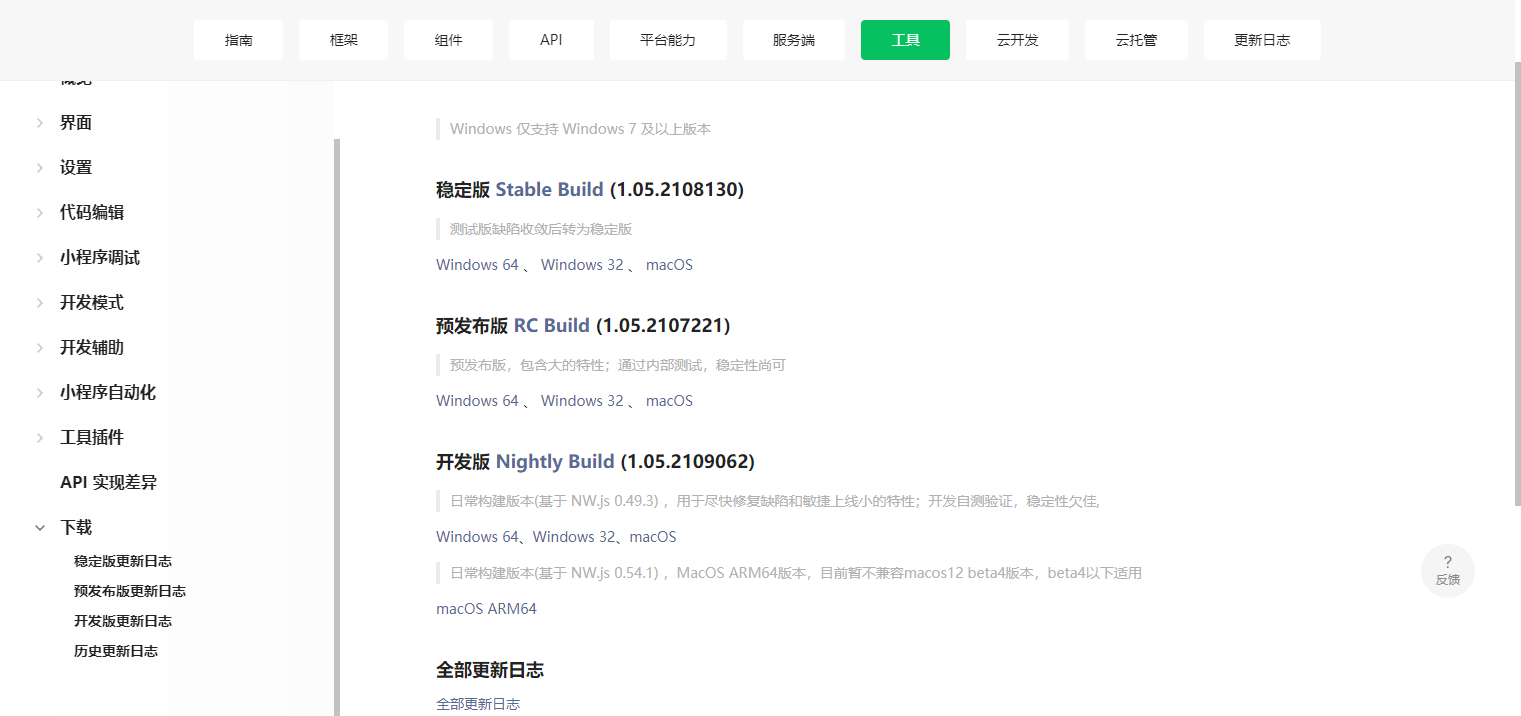 指南
框架
组件
API
平台能力
服务端
工具
云开发
云托管
更新日志
概览
界面
设置
代码编辑
小程序调试
开发模式
开发辅助
小程序自动化
工具插件
API 实现差异
下载
稳定版更新日志
预发布版更新日志
开发版更新日志
历史更新日志
Windows 仅支持 Windows 7 及以上版本
稳定版 Stable Build (1.05.2108130)
测试版缺陷收敛后转为稳定版
Windows 64 、 Windows 32 、 macOS
预发布版 RC Build (1.05.2107221)
预发布版，包含大的特性；通过内部测试，稳定性尚可
Windows 64 、 Windows 32 、 macOS
开发版 Nightly Build (1.05.2109062)
日常构建版本(基于 NW.js 0.49.3) ，用于尽快修复缺陷和敏捷上线小的特性；开发自测验证，稳定性欠佳,
Windows 64、Windows 32、macOS
日常构建版本(基于 NW.js 0.54.1) ，MacOS ARM64版本，目前暂不兼容macos12 beta4版本，beta4以下适用
macOS ARM64
全部更新日志
全部更新日志
?
反馈